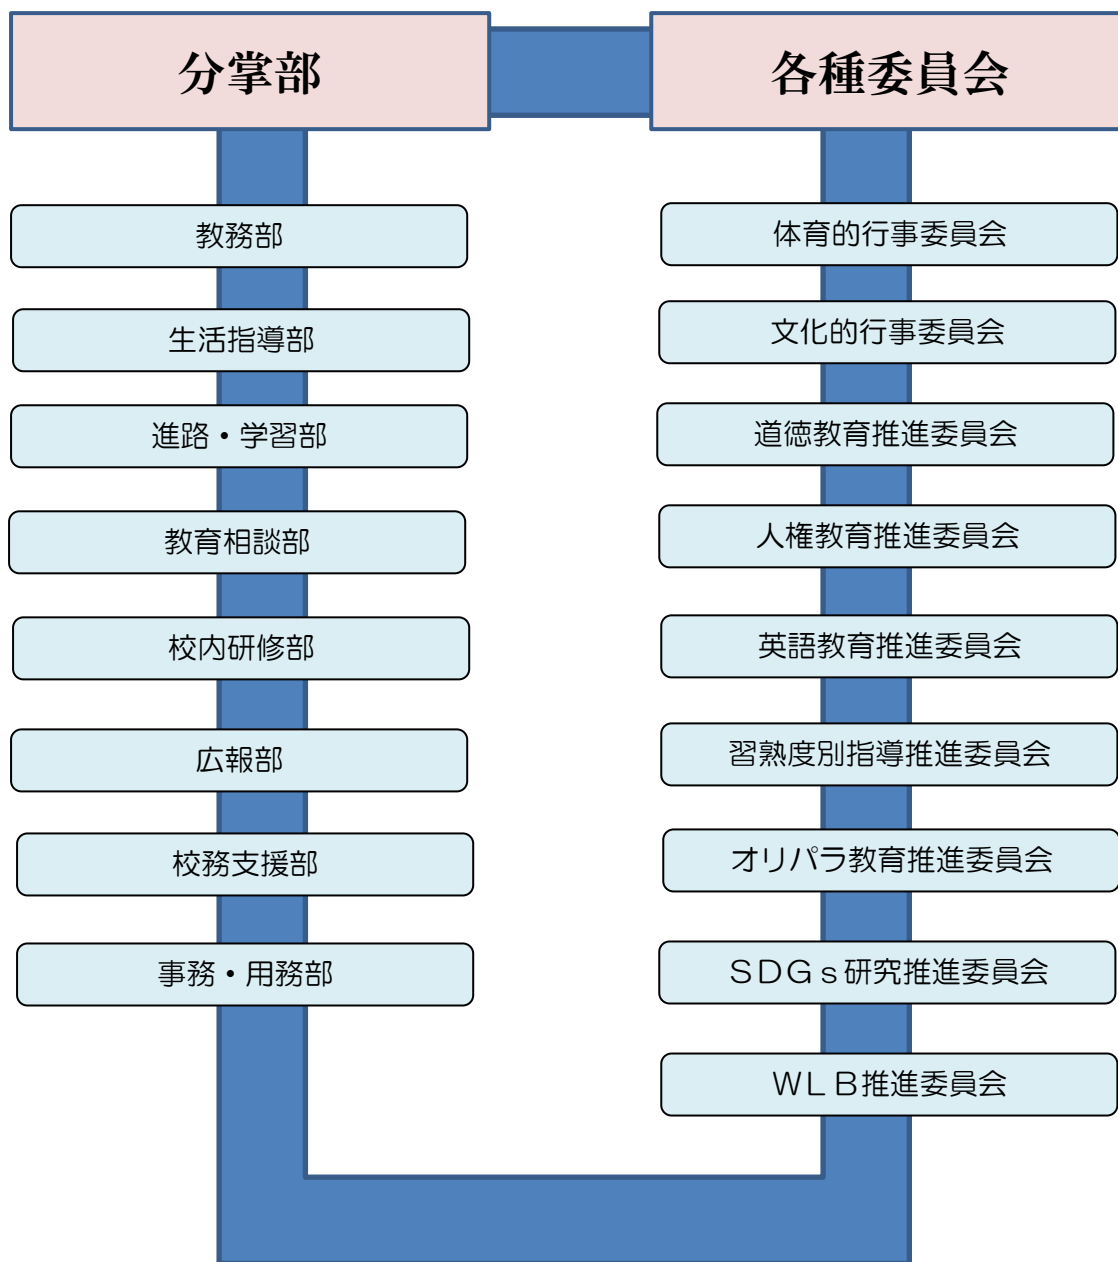 分掌部
教務部
生活指導部
進路・学習部
教育相談部
校内研修部
広報部
校務支援部
事務・用務部
各種委員会
体育的行事委員会
文化的行事委員会
道徳教育推進委員会
人権教育推進委員会
英語教育推進委員会
習熟度別指導推進委員会
オリパラ教育推進委員会
ＳＤＧｓ研究推進委員会
ＷＬＢ推進委員会